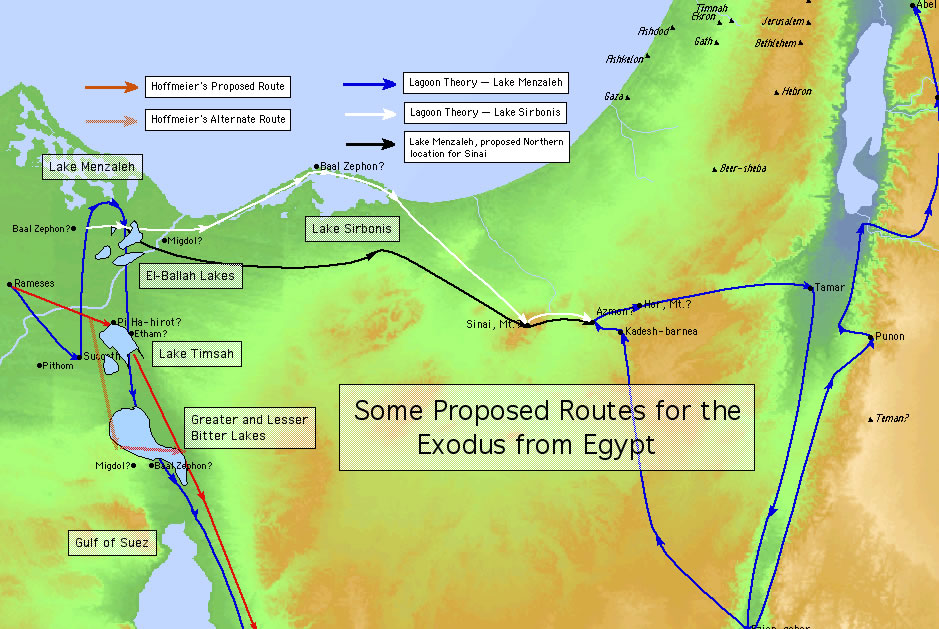 Timnah
Ekron
Ashdod
Jerusalem
Gath
Bethlehem
Ashkelon
Gaza
Hebron
Abel
Hoffmeier's Proposed Route
Hoffmeier's Alternate Route
Lagoon Theory — Lake Menzaleh
Lagoon Theory — Lake Sirbonis
Lake Menzaleh, proposed Northern
location for Sinai
Lake Menzaleh
Baal Zephon?
Beer-sheba
Baal Zephon?
Migdol?
Lake Sirbonis
El-Ballah Lakes
Rameses
Tamar
Hor, Mt.?
Azmon?
Pi Ha-hirot?
Sinai, Mt.?
Kadesh-barnea
Etham?
Punon
Succoth
Pithom
Lake Timsah
Some Proposed Routes for the
Exodus from Egypt
Greater and Lesser
Bitter Lakes
Teman?
Migdol?
Baal Zephon?
Gulf of Suez